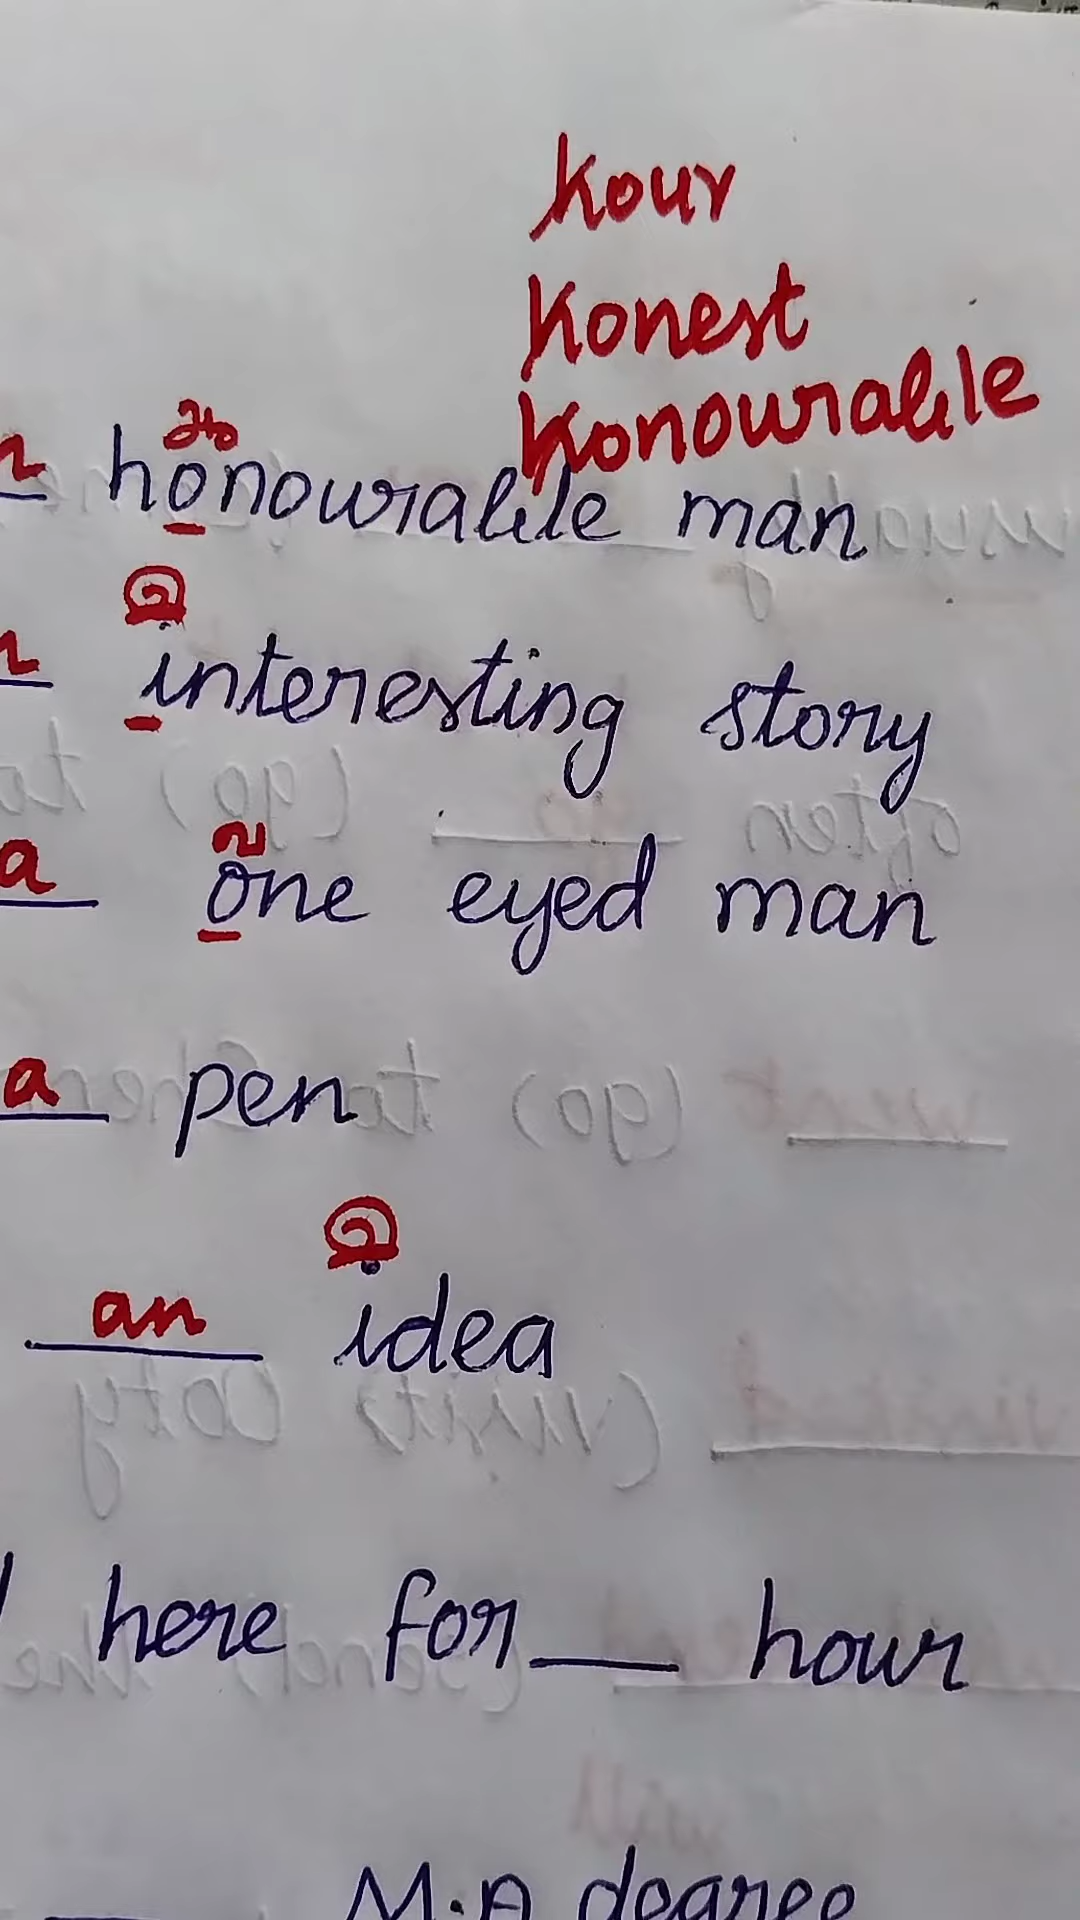 hour
honest
honourable
n honourable man
இ
n interesting story
a one eyed man
a pen
இ
an idea
here for ___ hour
M.A degree